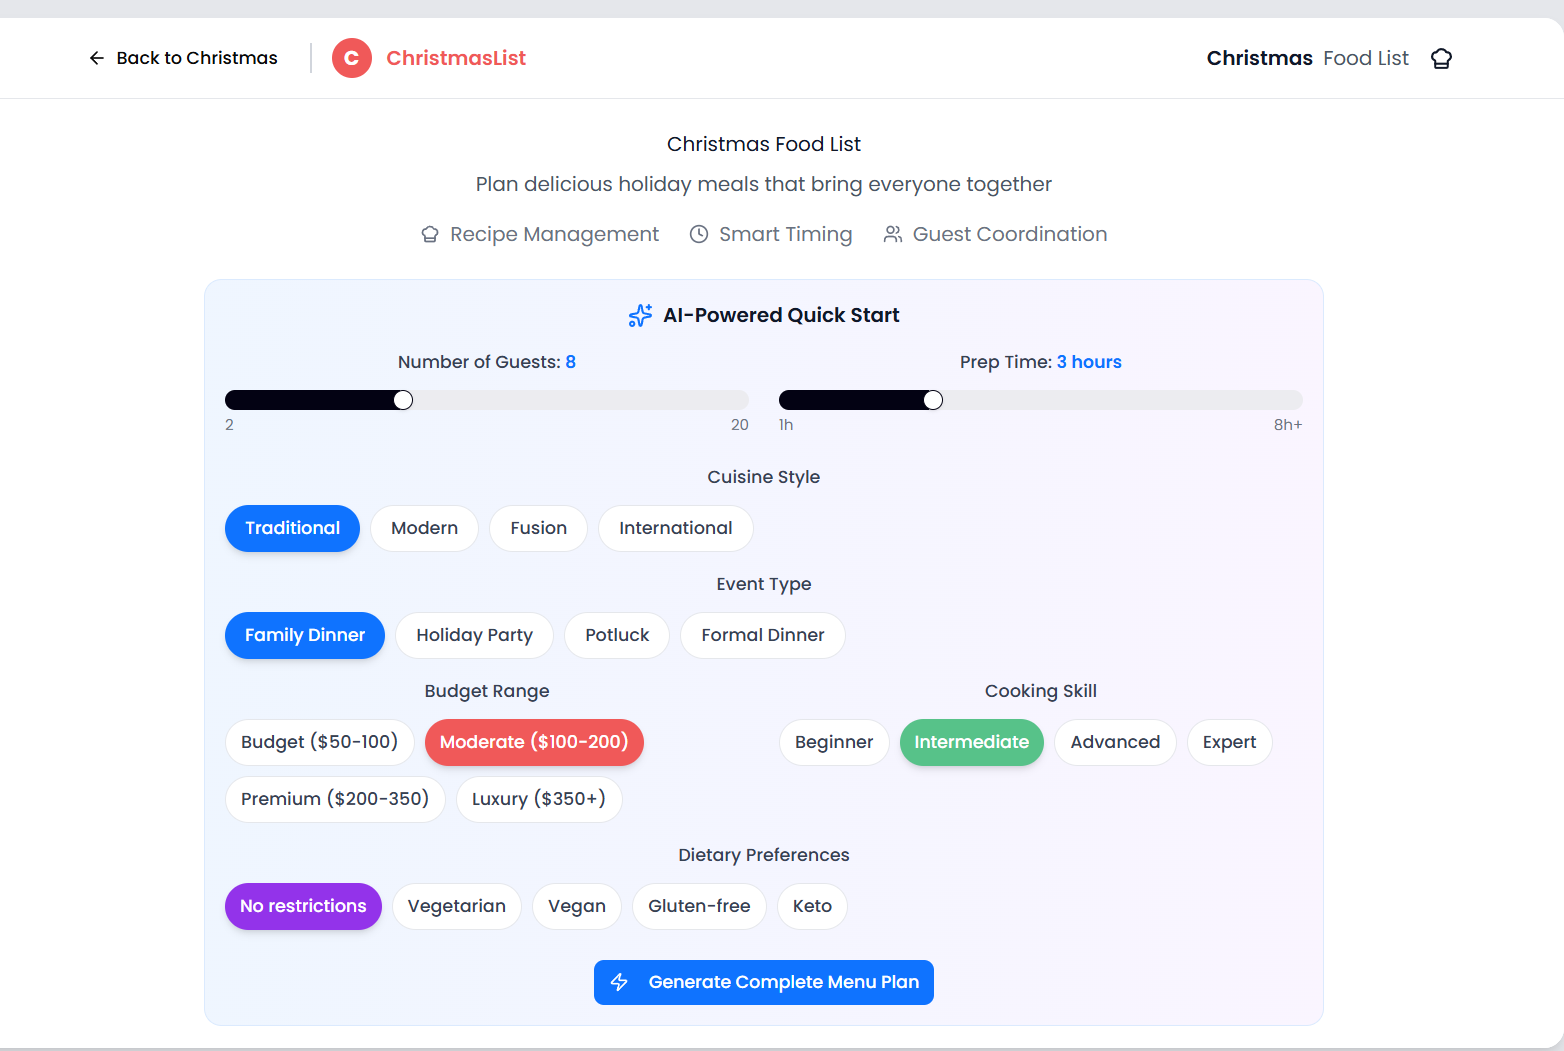 Back to Christmas
C
ChristmasList
Christmas Food List
Christmas Food List
Plan delicious holiday meals that bring everyone together
Recipe Management
Smart Timing
Guest Coordination
AI-Powered Quick Start
Number of Guests: 8
2
20
Prep Time: 3 hours
1h
8h+
Cuisine Style
Traditional
Modern
Fusion
International
Event Type
Family Dinner
Holiday Party
Potluck
Formal Dinner
Budget Range
Budget ($50-100)
Moderate ($100-200)
Premium ($200-350)
Luxury ($350+)
Cooking Skill
Beginner
Intermediate
Advanced
Expert
Dietary Preferences
No restrictions
Vegetarian
Vegan
Gluten-free
Keto
Generate Complete Menu Plan